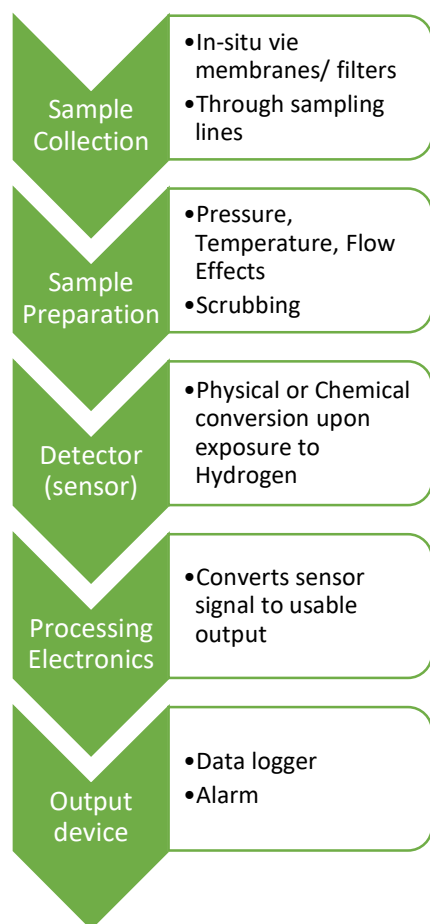 Sample
Collection
•In-situ vie
membranes/ filters
•Through sampling
lines
Sample
Preparation
•Pressure,
Temperature, Flow
Effects
•Scrubbing
Detector
(sensor)
•Physical or Chemical
conversion upon
exposure to
Hydrogen
Processing
Electronics
•Converts sensor
signal to usable
output
Output
device
•Data logger
•Alarm